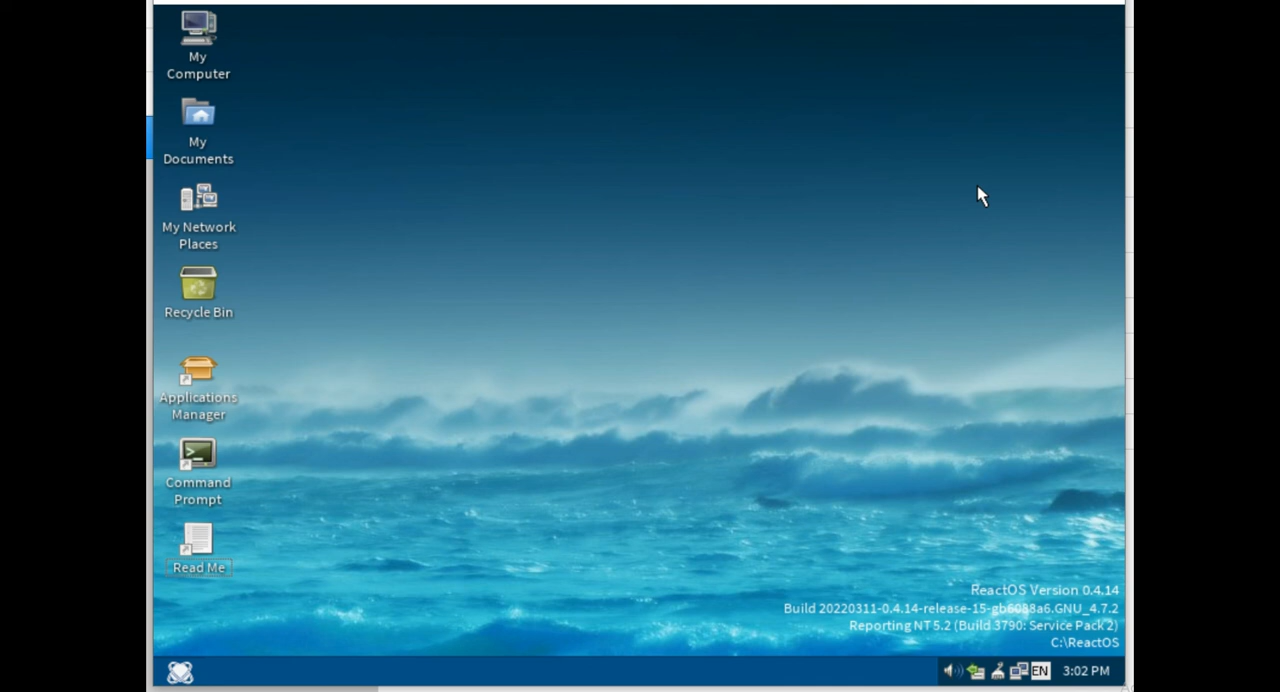 My
Computer
My
Documents
My Network
Places
Recycle Bin
Applications
Manager
Command
Prompt
Read Me
ReactOS Version 0.4.14
Build 20220311-0.4.14-release-15-gb6088a6.GNU_4.7.2
Reporting NT 5.2 (Build 3790: Service Pack 2)
C:\ReactOS
EN
3:02 PM